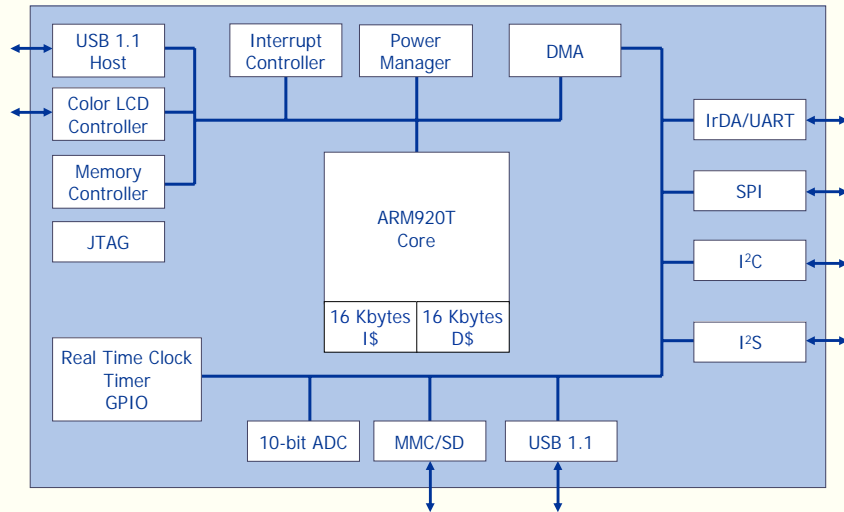 USB 1.1
Host
Interrupt
Controller
Power
Manager
DMA
Color LCD
Controller
IrDA/UART
Memory
Controller
SPI
ARM920T
Core
JTAG
I²C
16 Kbytes
I$
16 Kbytes
D$
I²S
Real Time Clock
Timer
GPIO
10-bit ADC
MMC/SD
USB 1.1